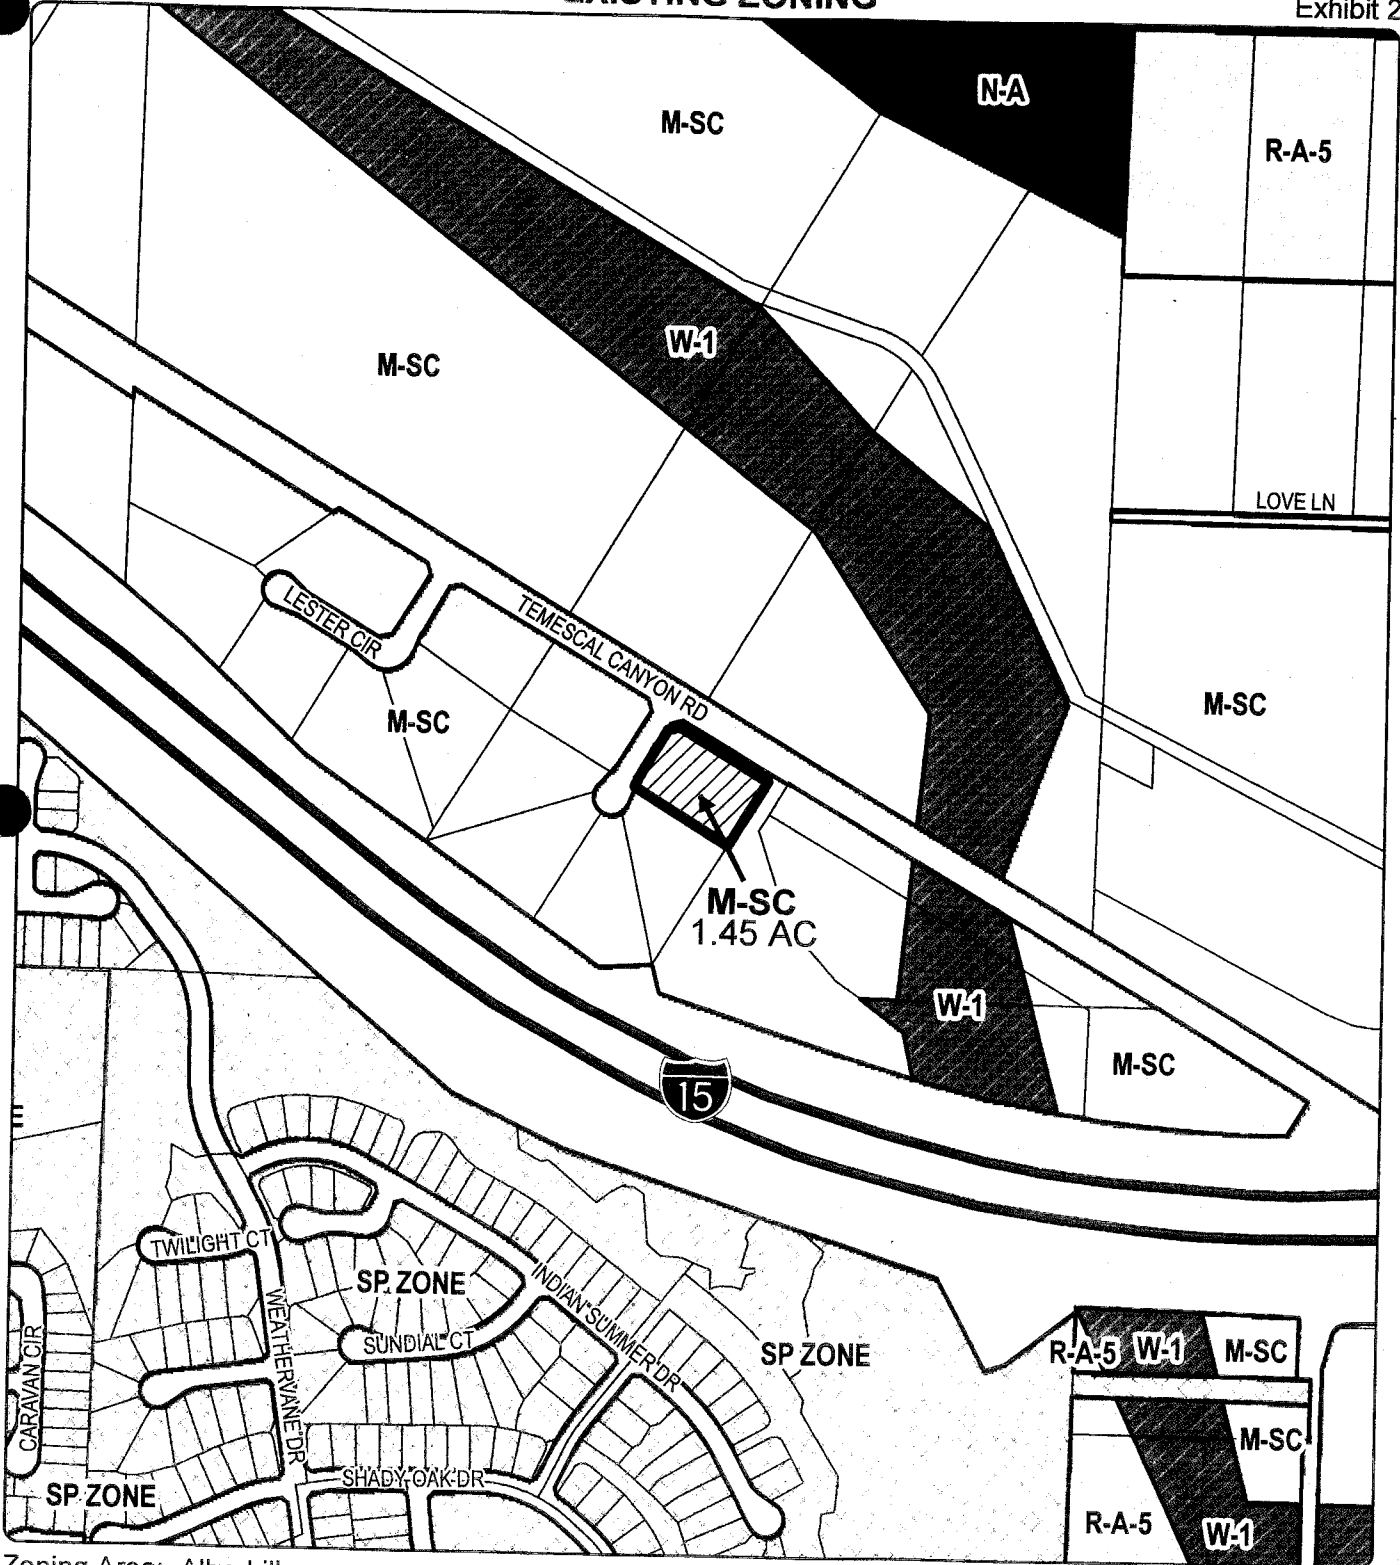 EXISTING ZONING
Exhibit 2
N-A
M-SC
R-A-5
W-1
M-SC
LOVE LN
LESTER CIR
TEMESCAL CANYON RD
M-SC
M-SC
M-SC
1.45 AC
W-1
M-SC
15
TWILIGHT CT
SP ZONE
INDIAN SUMMER DR
WEATHERVANE DR
SUNDIAL CT
CARAVAN CIR
SP ZONE
R-A-5
W-1
M-SC
M-SC
SHADY OAK DR
SP ZONE
R-A-5
W-1
Zoning Area: